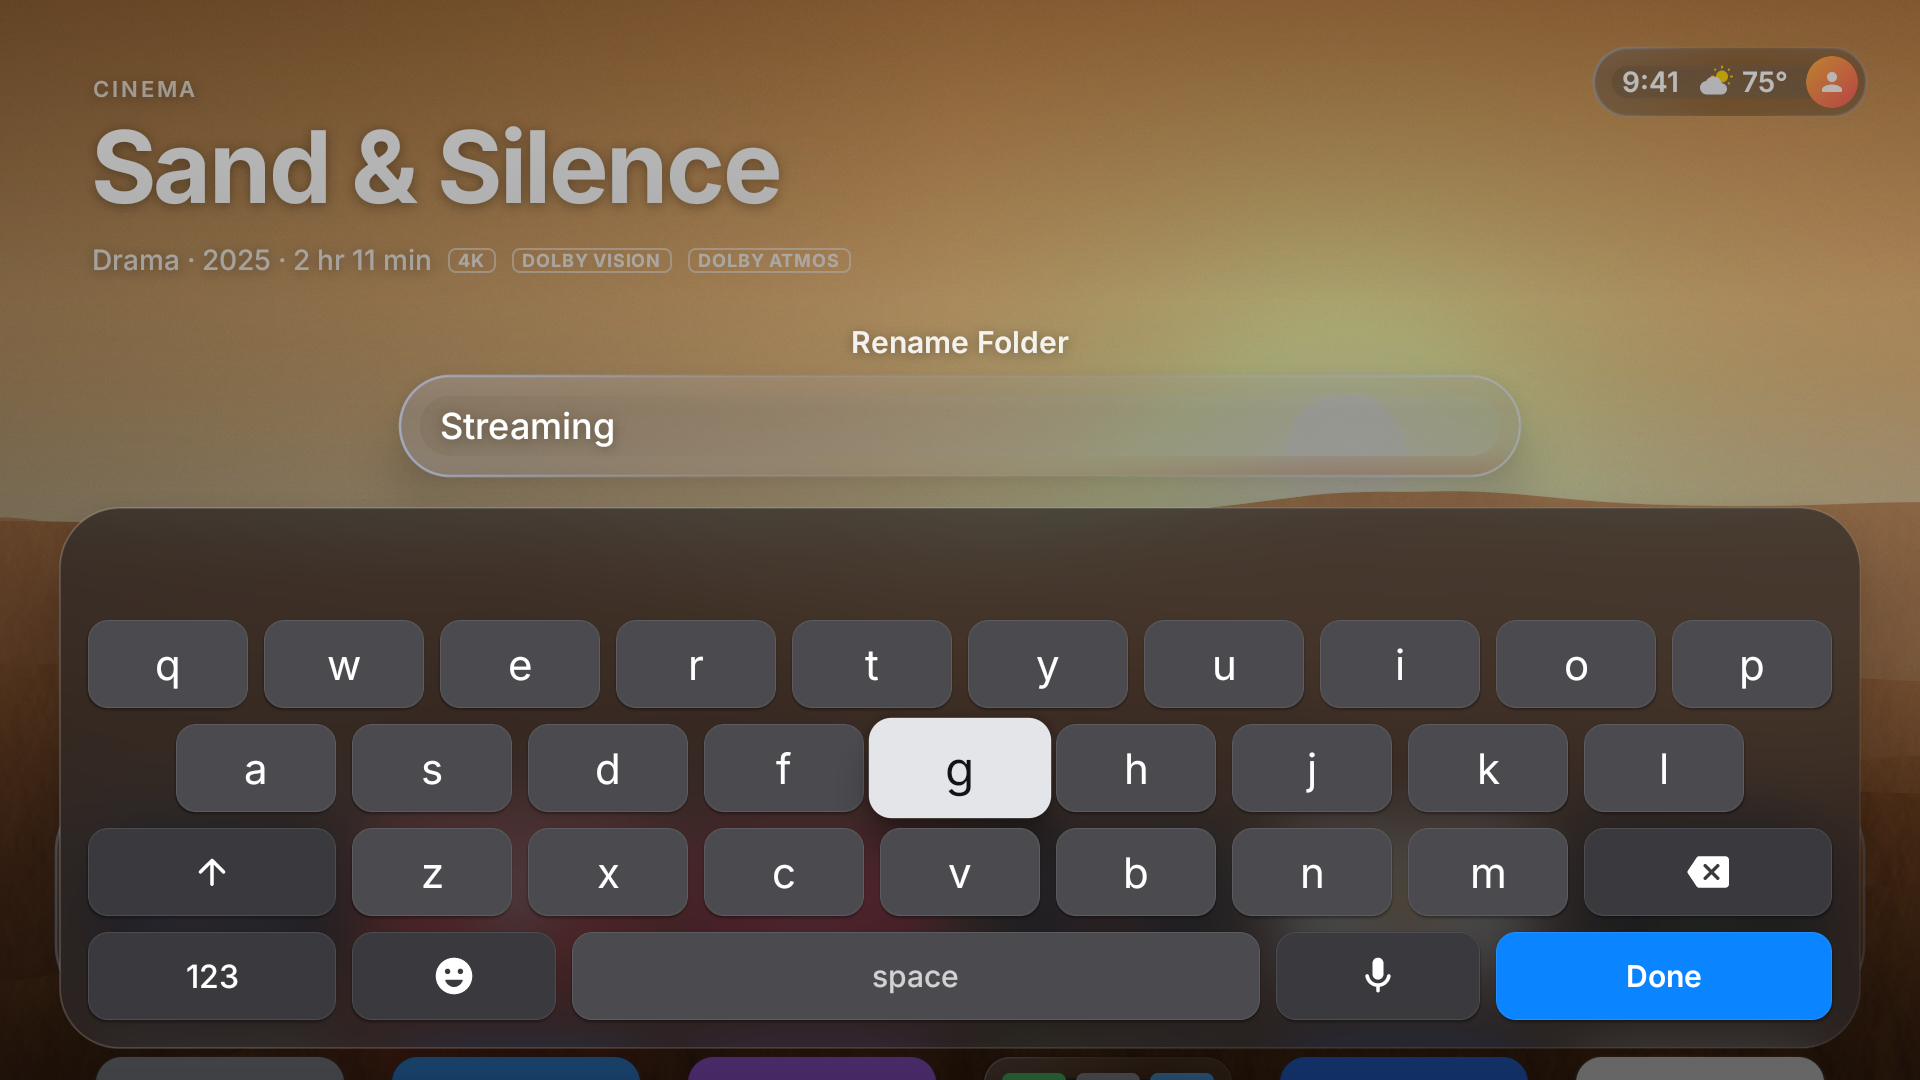 CINEMA
9:41 75°
Sand & Silence
Drama · 2025 · 2 hr 11 min 4K DOLBY VISION DOLBY ATMOS
Rename Folder
Streaming
q w e r t y u i o p
a s d f g h j k l
z x c v b n m
123 space Done